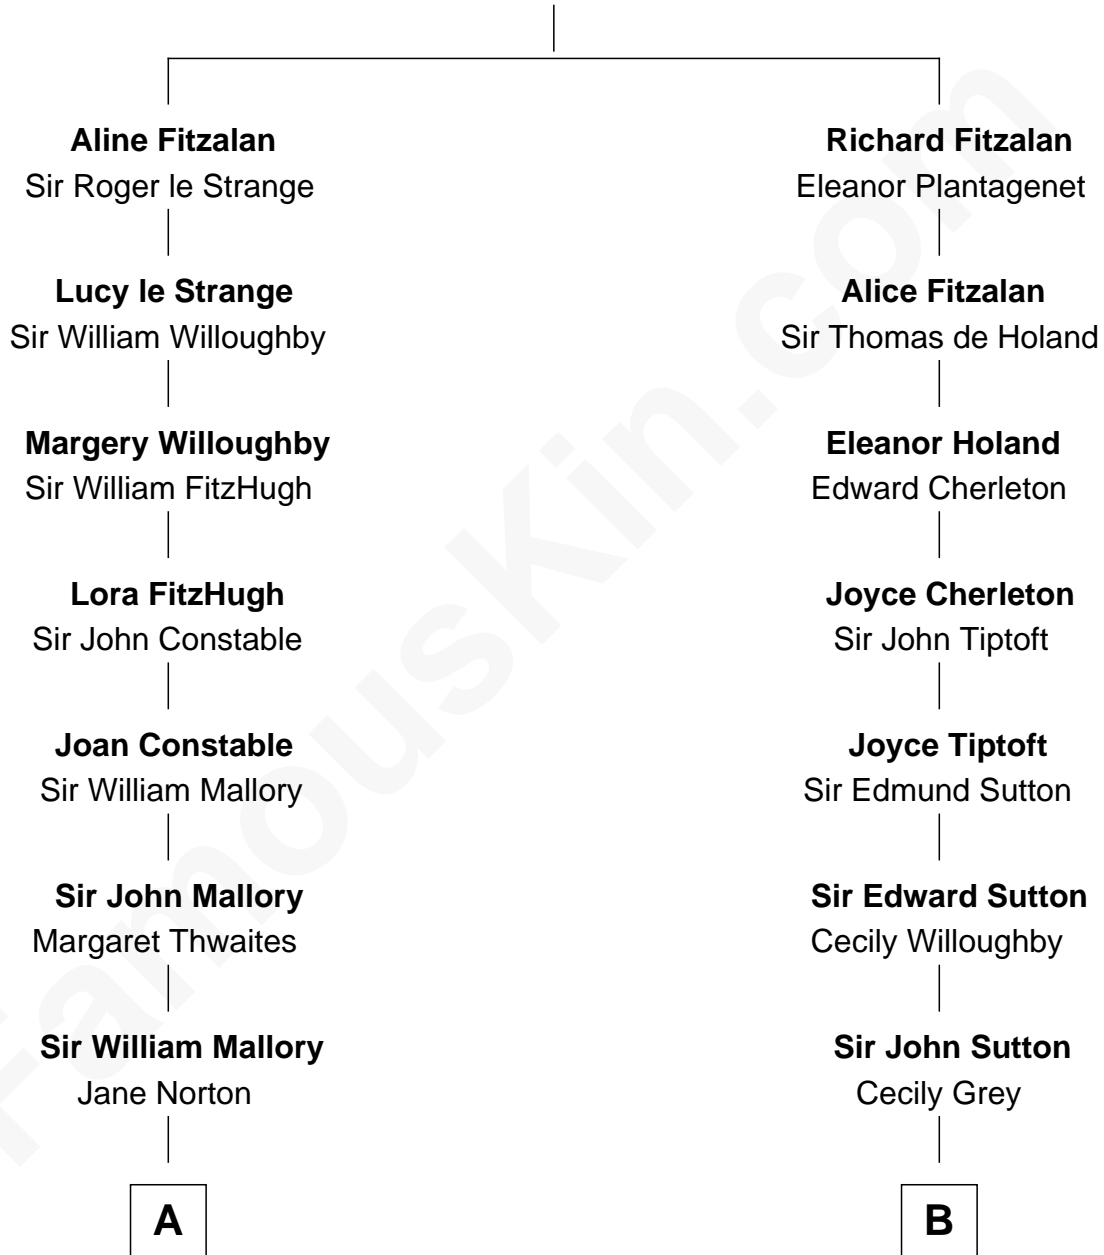 Aline Fitzalan
Sir Roger le Strange
Lucy le Strange
Sir William Willoughby
Margery Willoughby
Sir William FitzHugh
Lora FitzHugh
Sir John Constable
Joan Constable
Sir William Mallory
Sir John Mallory
Margaret Thwaites
Sir William Mallory
Jane Norton
A
Richard Fitzalan
Eleanor Plantagenet
Alice Fitzalan
Sir Thomas de Holand
Eleanor Holand
Edward Cherleton
Joyce Cherleton
Sir John Tiptoft
Joyce Tiptoft
Sir Edmund Sutton
Sir Edward Sutton
Cecily Willoughby
Sir John Sutton
Cecily Grey
B
FamousKin.com